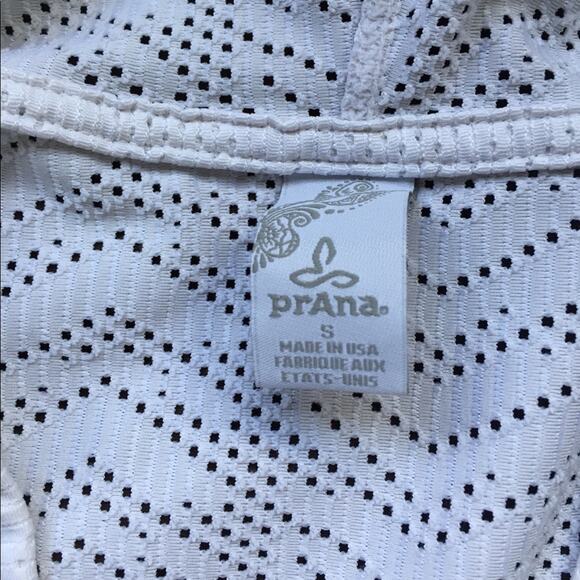 prAna®
S
MADE IN USA
FABRIQUE AUX
ETATS-UNIS